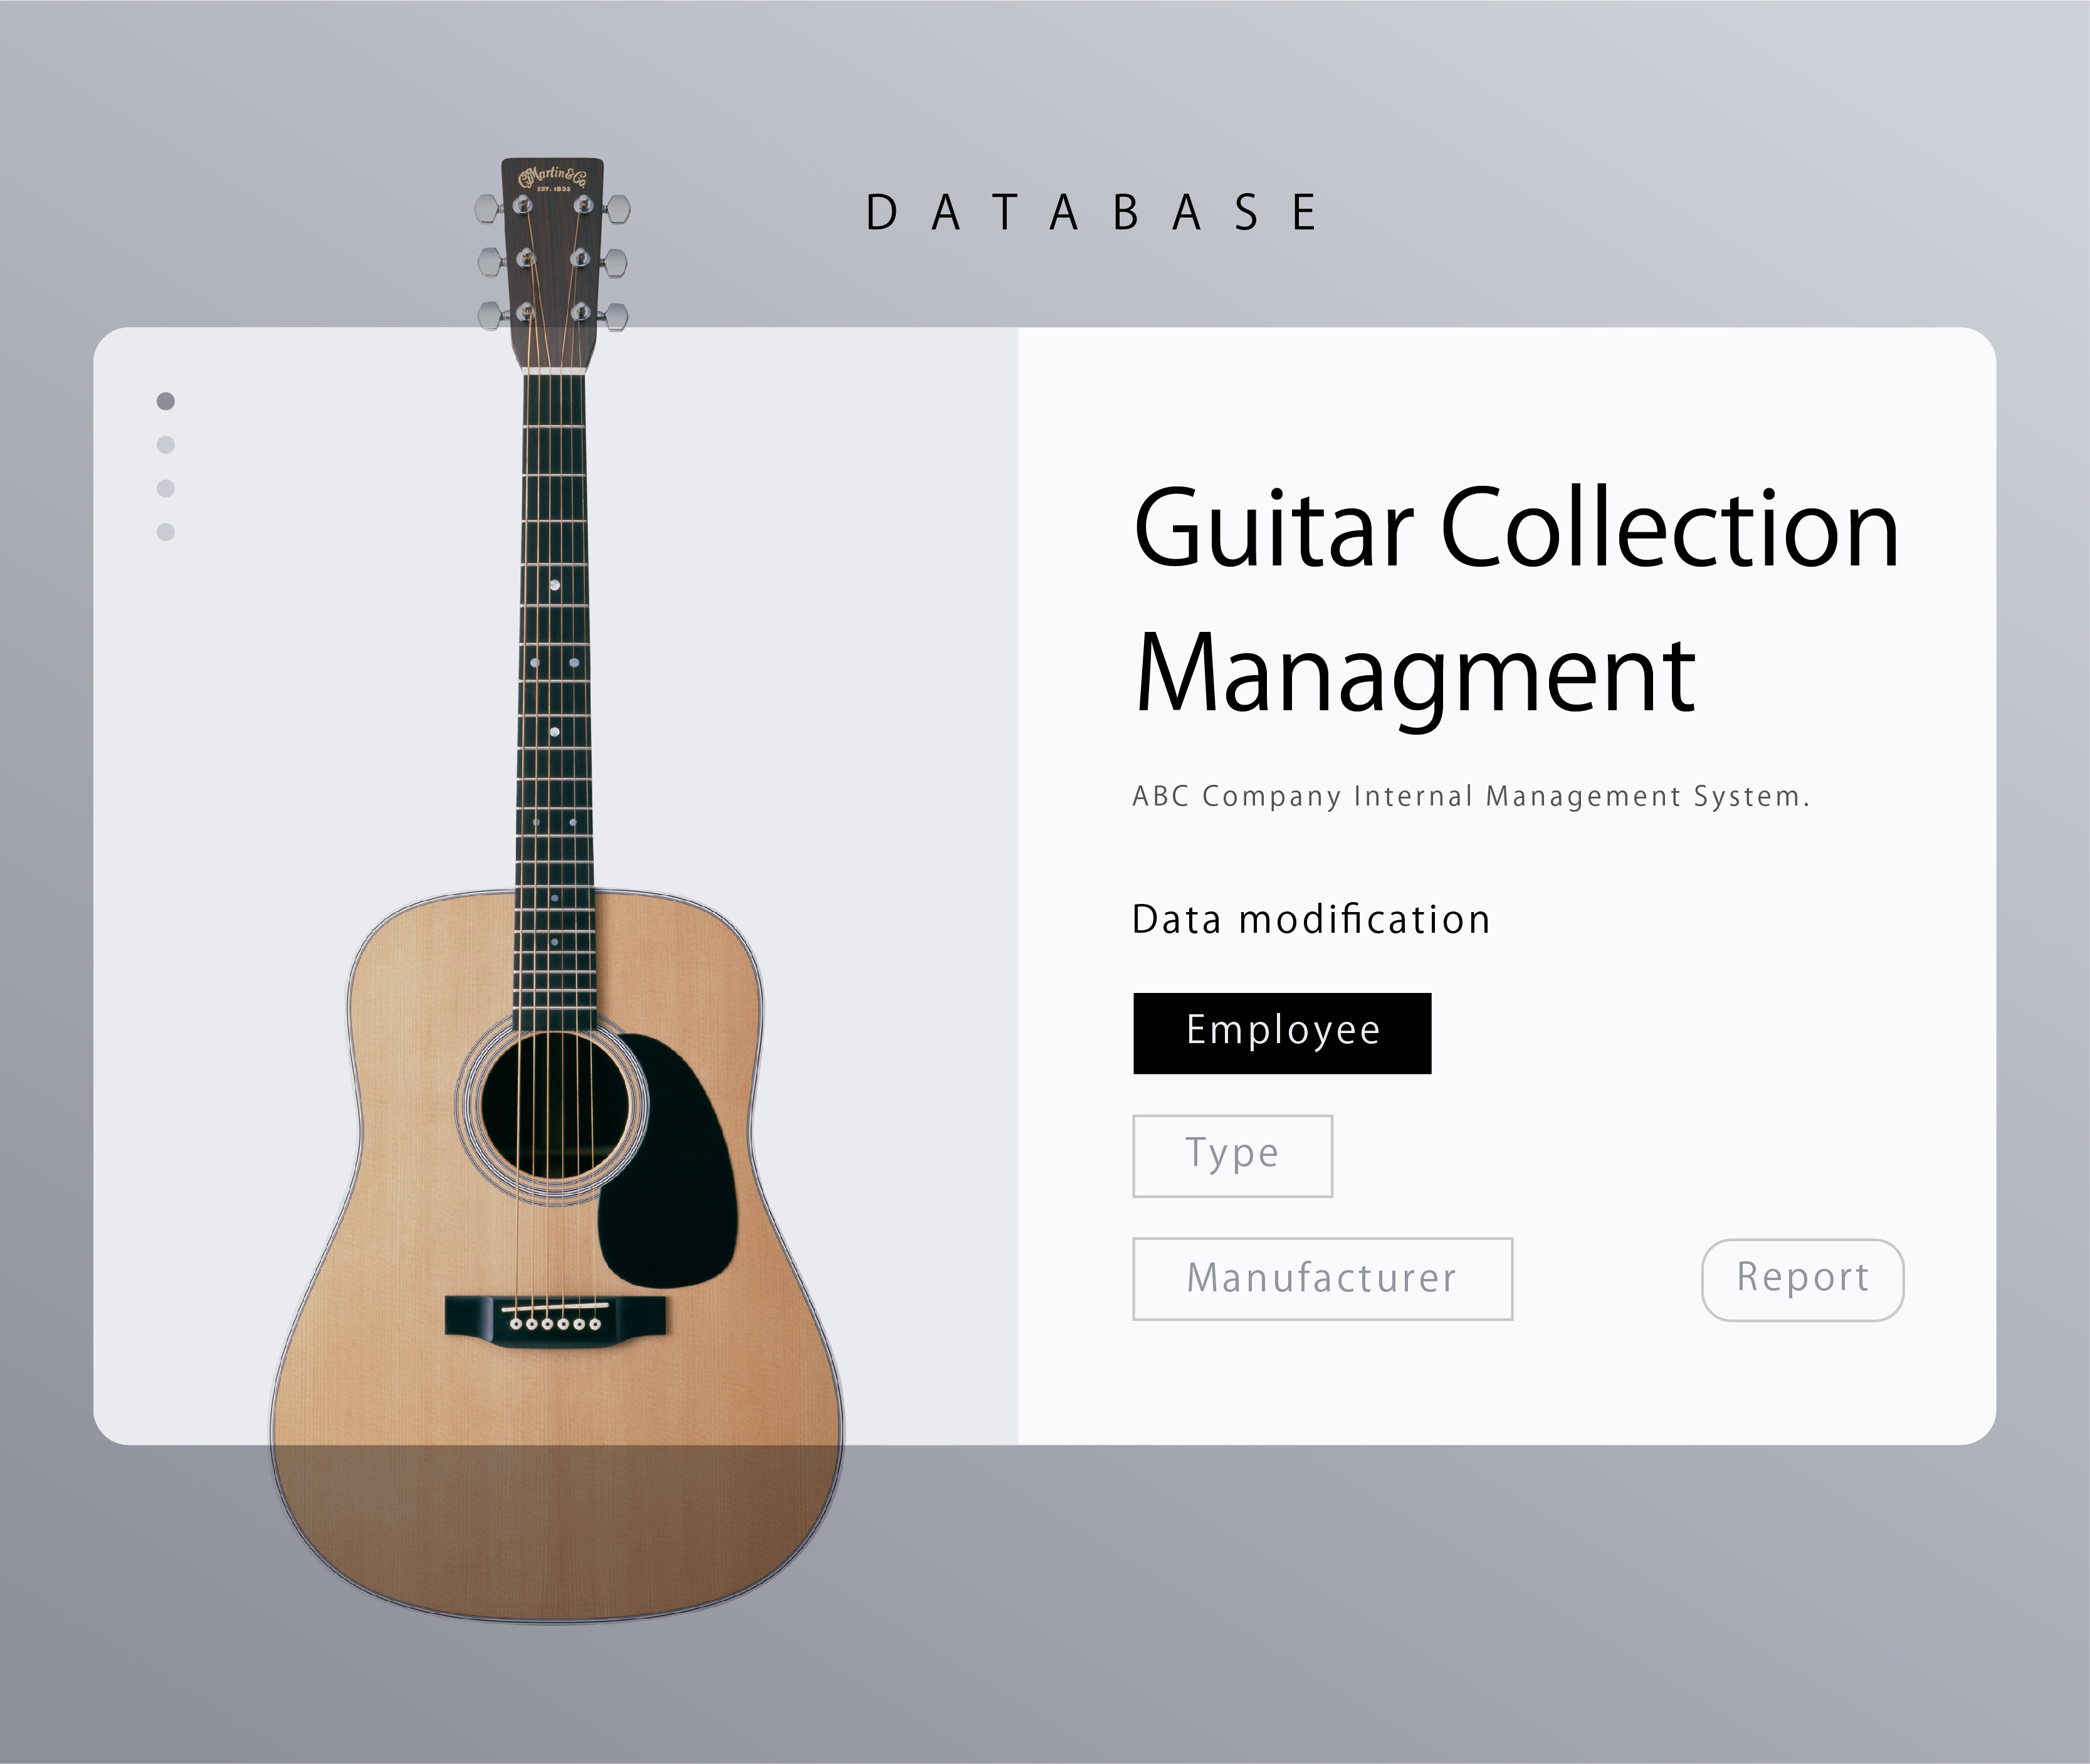 C.F. Martin & Co.
EST. 1833
DATABASE
Guitar Collection
Managment
ABC Company Internal Management System.
Data modification
Employee
Type
Manufacturer
Report